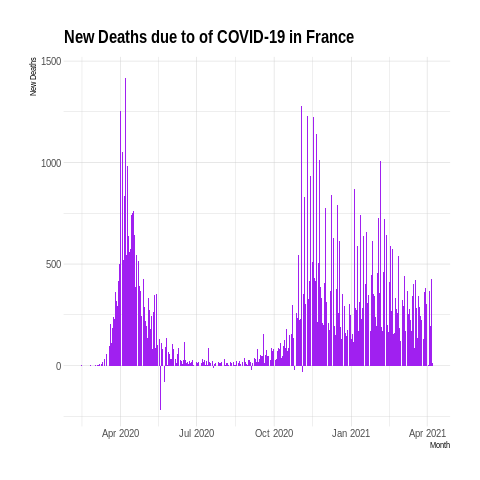 New Deaths due to of COVID-19 in France
New Deaths
1500
1000
500
0
Apr 2020 Jul 2020 Oct 2020 Jan 2021 Apr 2021
Month